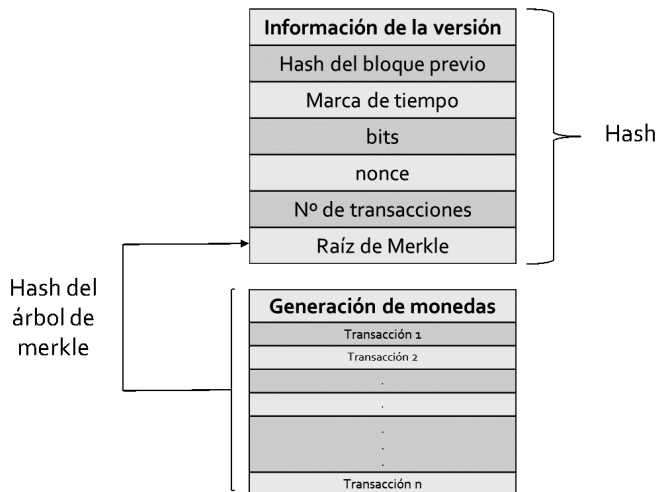 Información de la versión
Hash del bloque previo
Marca de tiempo
bits
nonce
Nº de transacciones
Raíz de Merkle
Hash
Hash del
árbol de
merkle
Generación de monedas
Transacción 1
Transacción 2
.
.
.
.
.
Transacción n